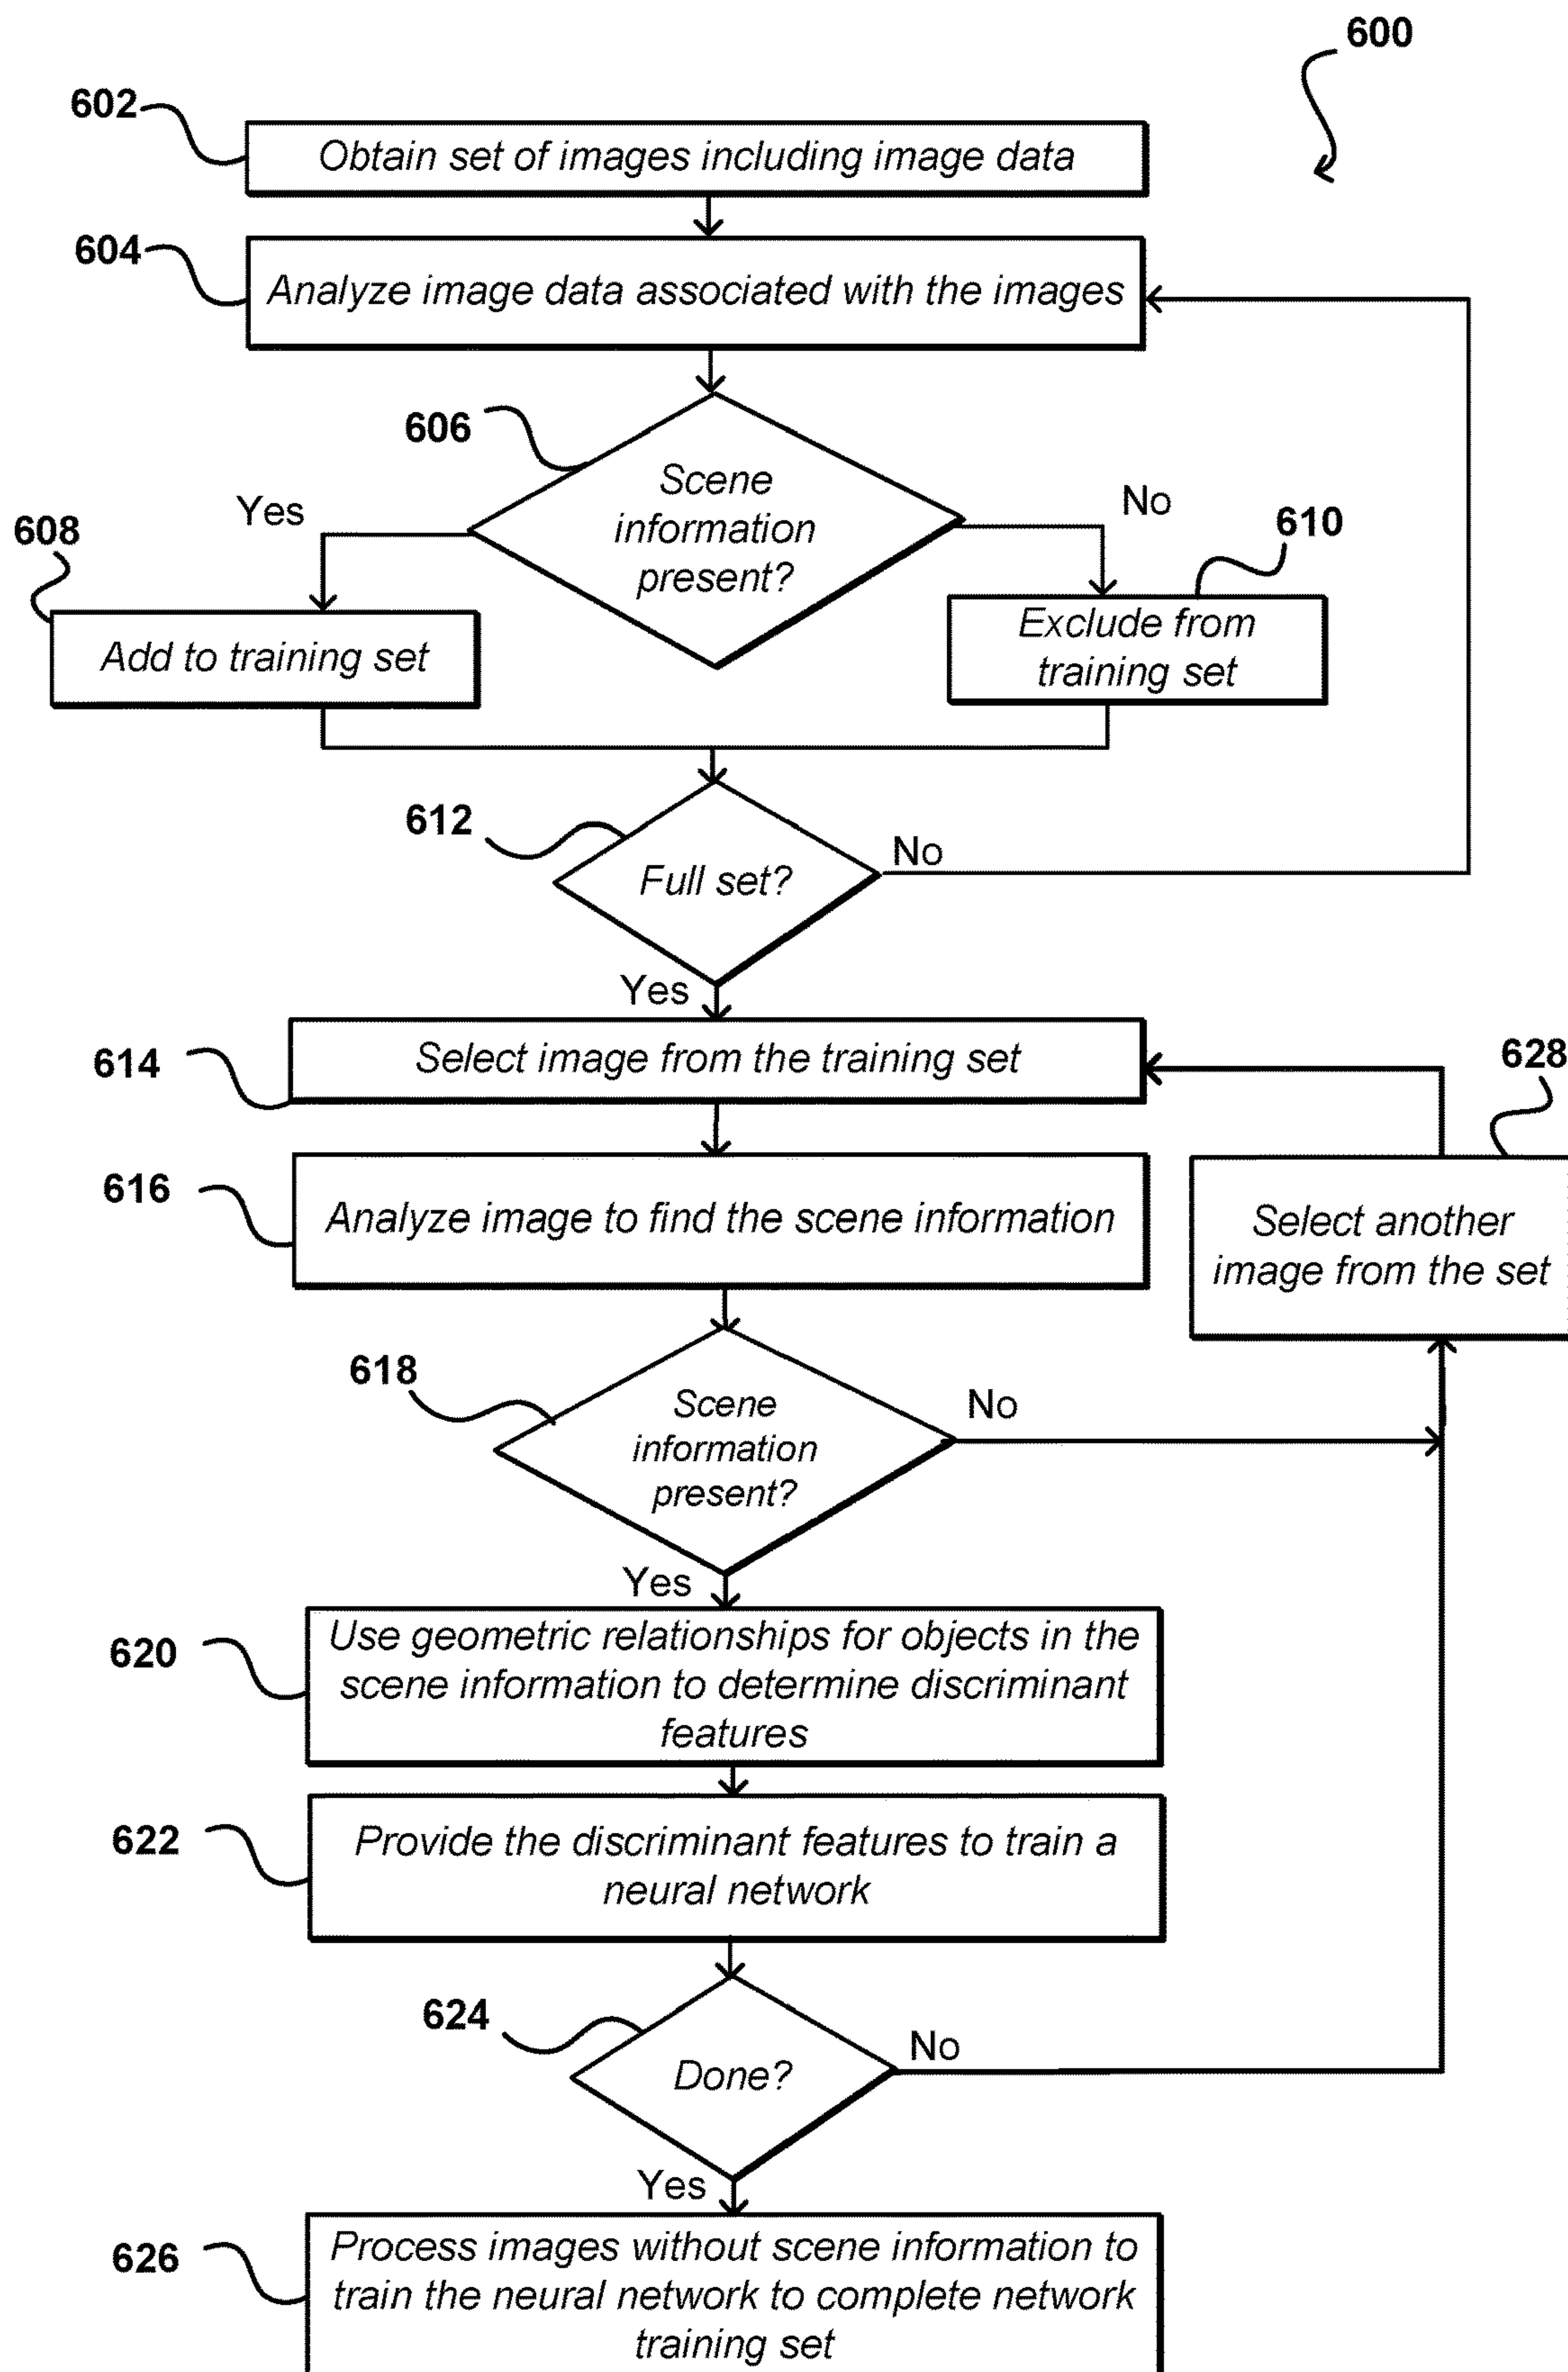 600
602
Obtain set of images including image data
604
Analyze image data associated with the images
606
Scene
information
present?
Yes
No
608
610
Add to training set
Exclude from
training set
612
Full set?
No
Yes
614
Select image from the training set
628
616
Analyze image to find the scene information
Select another
image from the set
618
Scene
information
present?
No
Yes
620
Use geometric relationships for objects in the
scene information to determine discriminant
features
622
Provide the discriminant features to train a
neural network
624
Done?
No
Yes
626
Process images without scene information to
train the neural network to complete network
training set